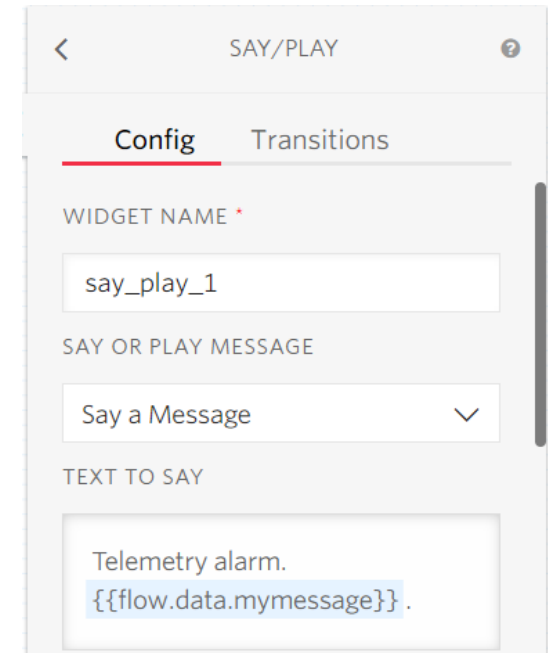 SAY/PLAY
Config Transitions
WIDGET NAME *
say_play_1
SAY OR PLAY MESSAGE
Say a Message
TEXT TO SAY
Telemetry alarm.
{{flow.data.mymessage}}.